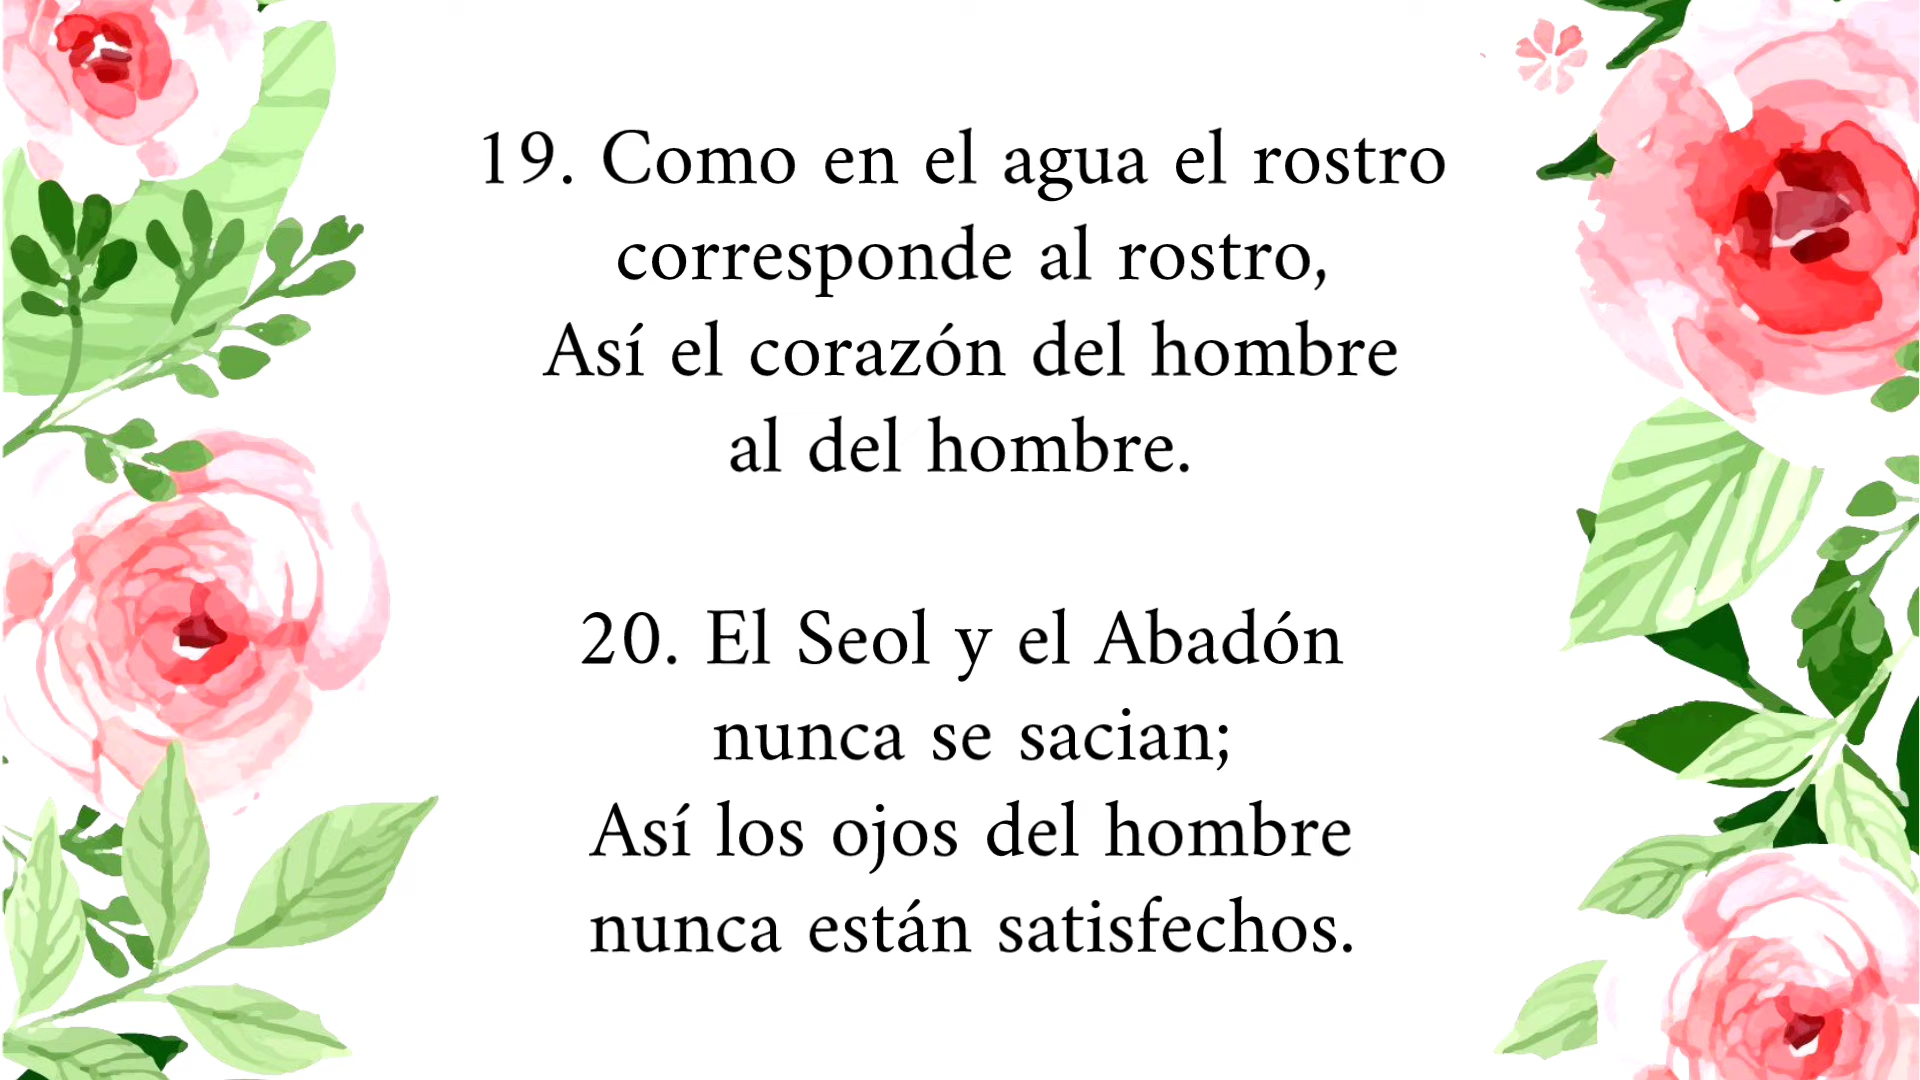 19. Como en el agua el rostro
corresponde al rostro,
Así el corazón del hombre
al del hombre.
20. El Seol y el Abadón
nunca se sacian;
Así los ojos del hombre
nunca están satisfechos.